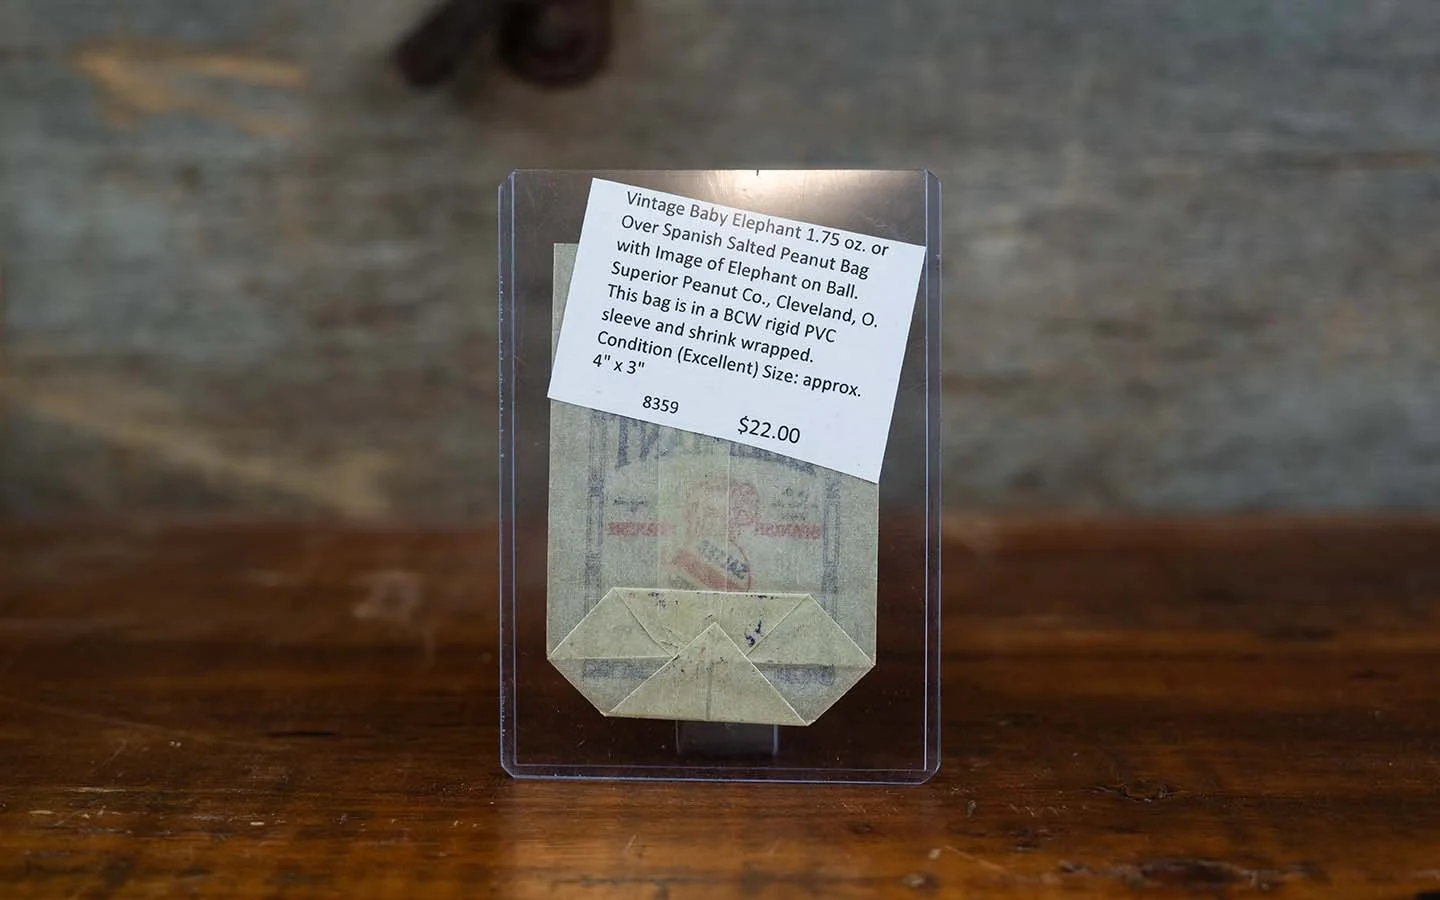 Vintage Baby Elephant 1.75 oz. or
Over Spanish Salted Peanut Bag
with Image of Elephant on Ball.
Superior Peanut Co., Cleveland, O.
This bag is in a BCW rigid PVC
sleeve and shrink wrapped.
Condition (Excellent) Size: approx.
4" x 3"
8359 $22.00
SPANISH
SALTED